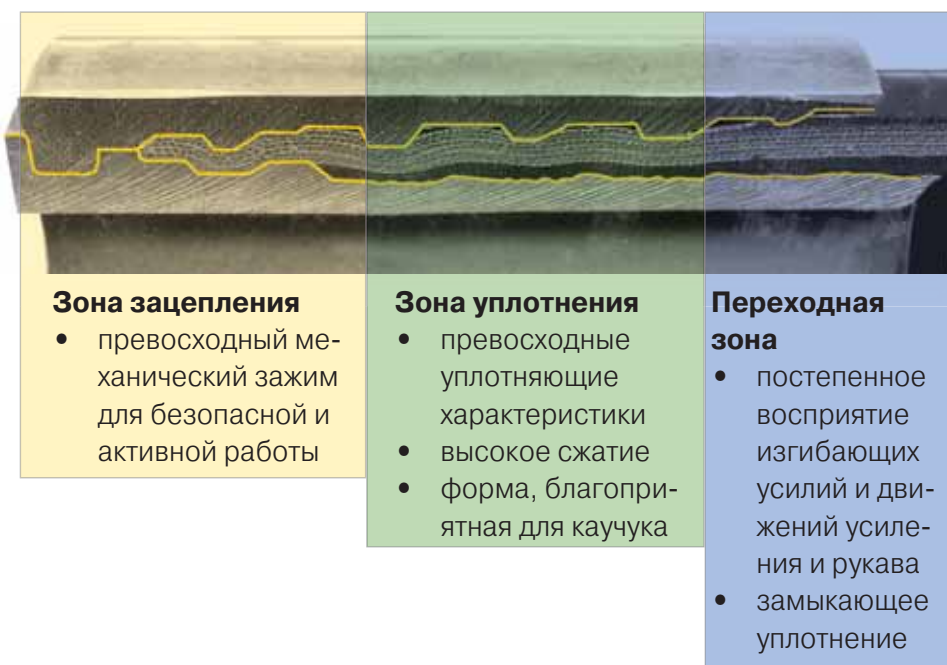 Зона зацепления
• превосходный ме-
ханический зажим
для безопасной и
активной работы
Зона уплотнения
• превосходные
уплотняющие
характеристики
• высокое сжатие
• форма, благопри-
ятная для каучука
Переходная
зона
• постепенное
восприятие
изгибающих
усилий и дви-
жений усиле-
ния и рукава
• замыкающее
уплотнение